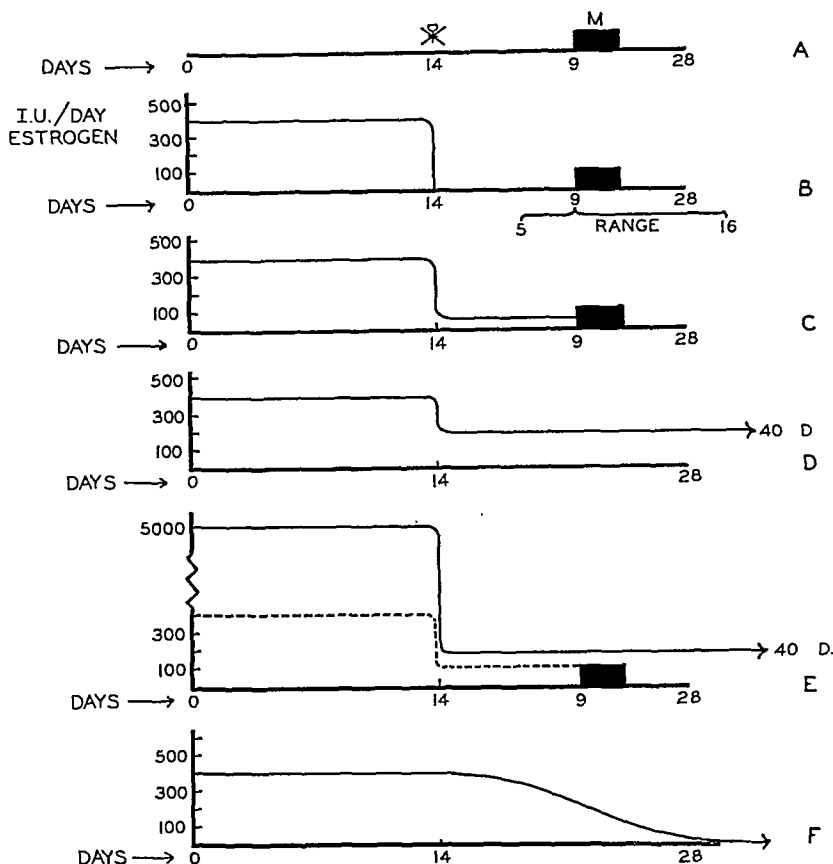 M
A
DAYS → 0 14 9 28
I.U./DAY
ESTROGEN
500
300
100
B
DAYS → 0 14 9 28
5 RANGE 16
500
300
100
C
DAYS → 0 14 9 28
500
300
100
40 D
D
DAYS → 0 14 28
5000
300
100
40 D.
E
DAYS → 0 14 9 28
500
300
100
F
DAYS → 0 14 28